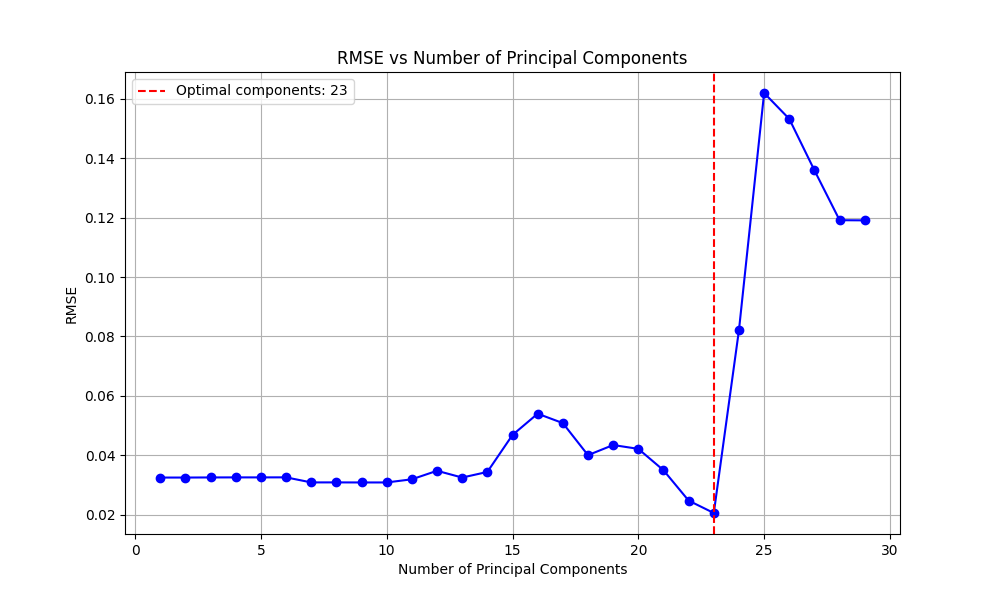 RMSE vs Number of Principal Components
Optimal components: 23
0.16
0.14
0.12
0.10
0.08
0.06
0.04
0.02
RMSE
0 5 10 15 20 25 30
Number of Principal Components